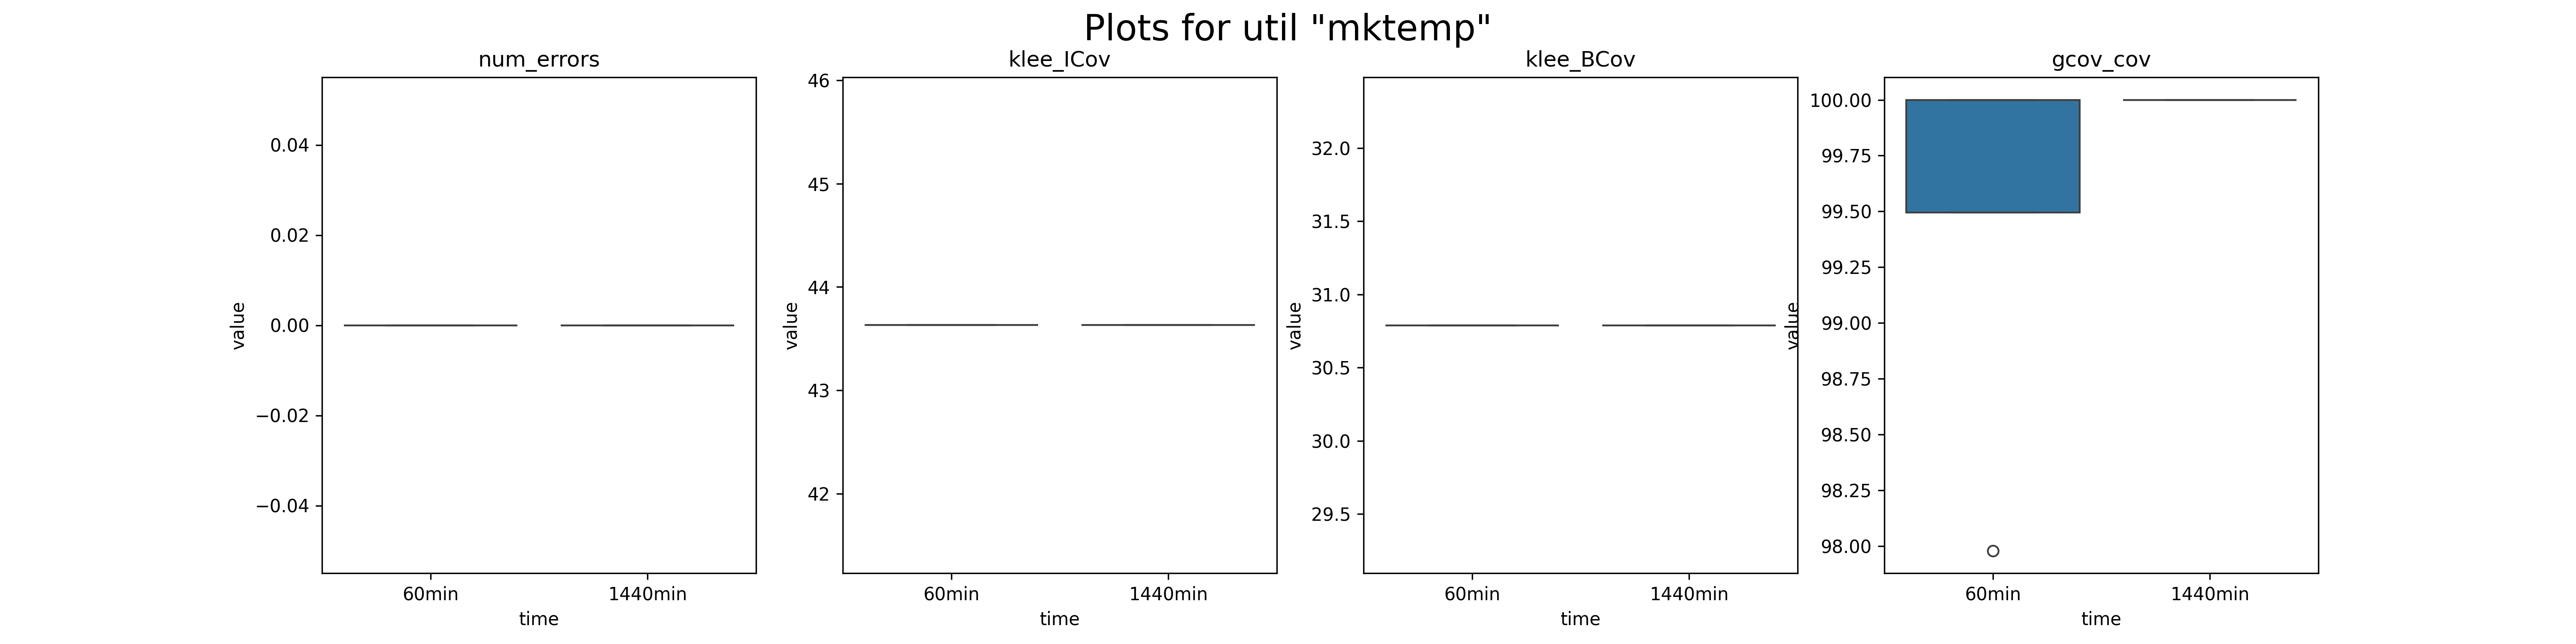 Plots for util "mktemp"
num_errors
value
0.04
0.02
0.00
−0.02
−0.04
60min
1440min
time
klee_ICov
value
46
45
44
43
42
60min
1440min
time
klee_BCov
value
32.0
31.5
31.0
30.5
30.0
29.5
60min
1440min
time
gcov_cov
value
100.00
99.75
99.50
99.25
99.00
98.75
98.50
98.25
98.00
60min
1440min
time